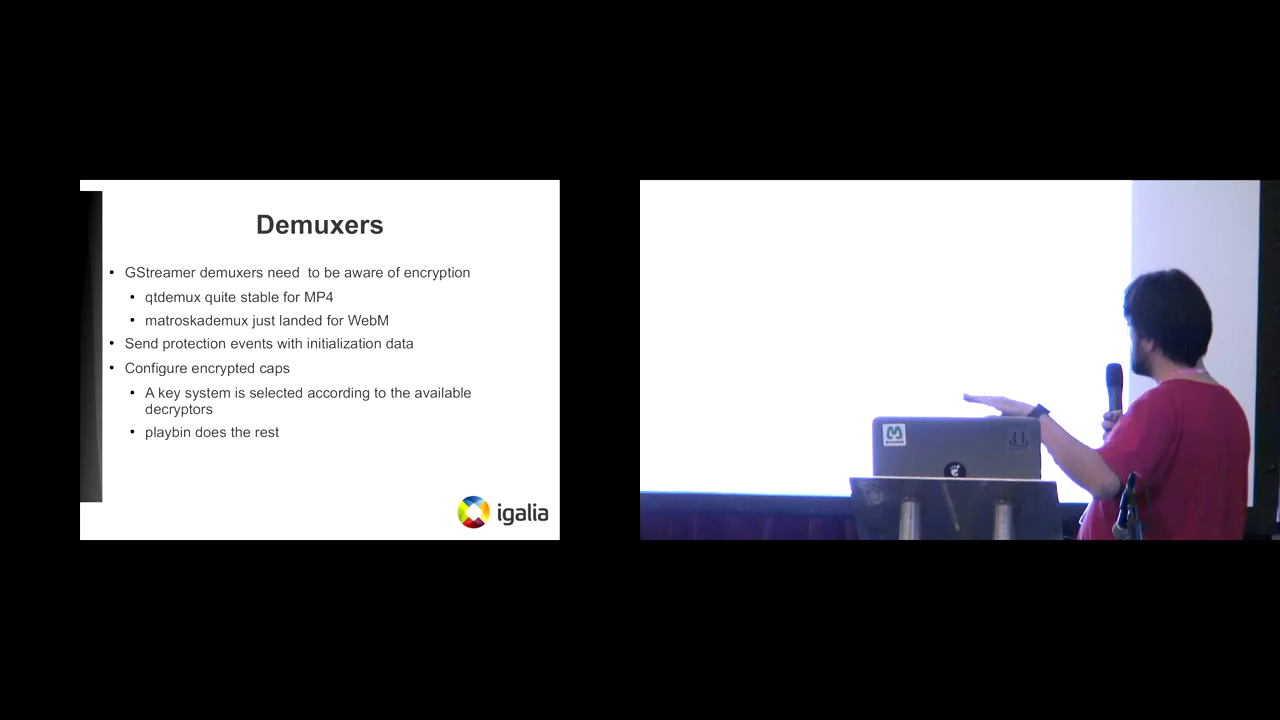 Demuxers
• GStreamer demuxers need  to be aware of encryption
• qtdemux quite stable for MP4
• matroskademux just landed for WebM
• Send protection events with initialization data
• Configure encrypted caps
• A key system is selected according to the available
decryptors
• playbin does the rest
igalia